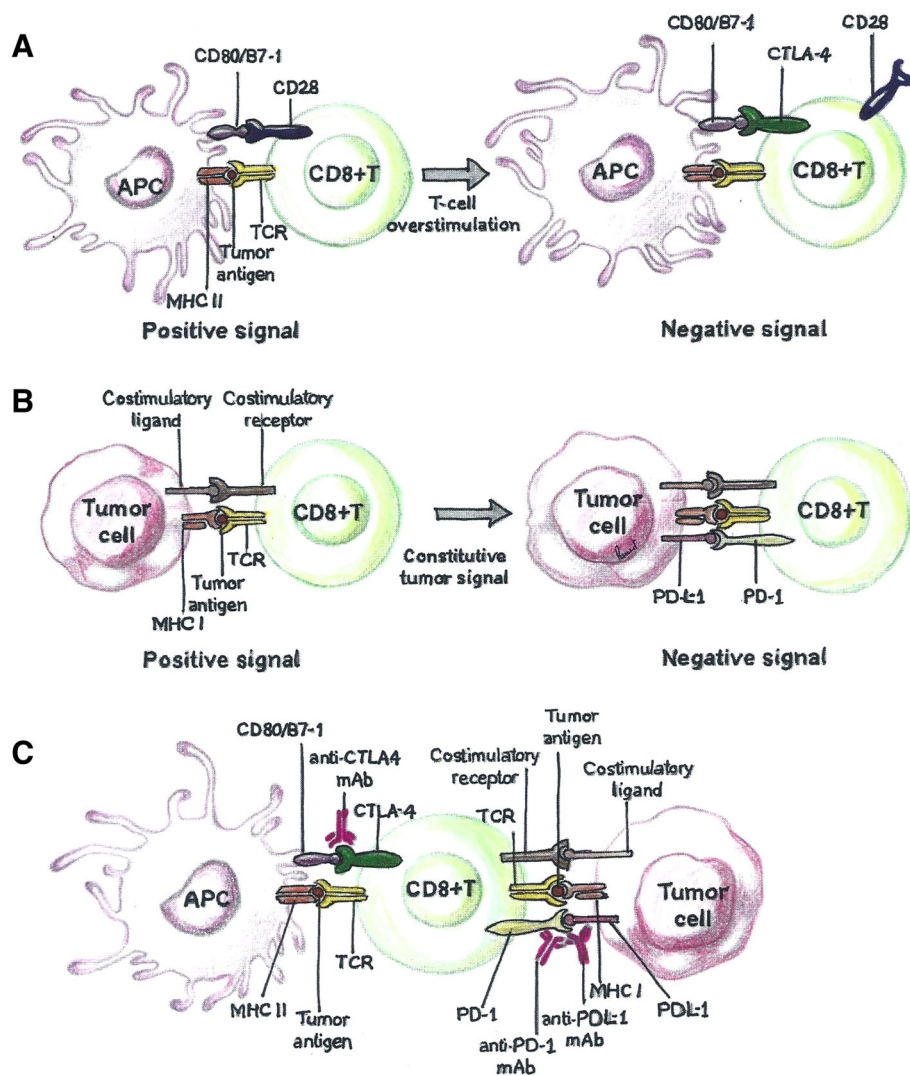 A
CD80/B7-1
CD28
APC
CD8+T
MHC II
Tumor
antigen
TCR
Positive signal
T-cell
overstimulation
CD80/B7-1
CTLA-4
CD28
APC
CD8+T
Negative signal
B
Costimulatory
ligand
Costimulatory
receptor
Tumor
cell
CD8+T
MHC I
Tumor
antigen
TCR
Positive signal
Constitutive
tumor signal
Tumor
cell
CD8+T
PD-L-1
PD-1
Negative signal
C
CD80/B7-1
anti-CTLA4
mAb
CTLA-4
APC
CD8+T
MHC II
Tumor
antigen
TCR
Costimulatory
receptor
Tumor
antigen
Costimulatory
ligand
TCR
Tumor
cell
PD-1
anti-PD-1
mAb
anti-PDL-1
mAb
MHC I
PDL-1